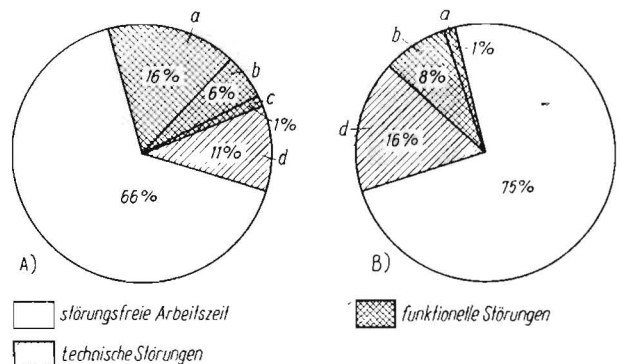 a
16%
b
6%
c
1%
11%
d
66%
A)
a
b
1%
8%
d
16%
75%
B)
störungsfreie Arbeitszeit
funktionelle Störungen
technische Störungen